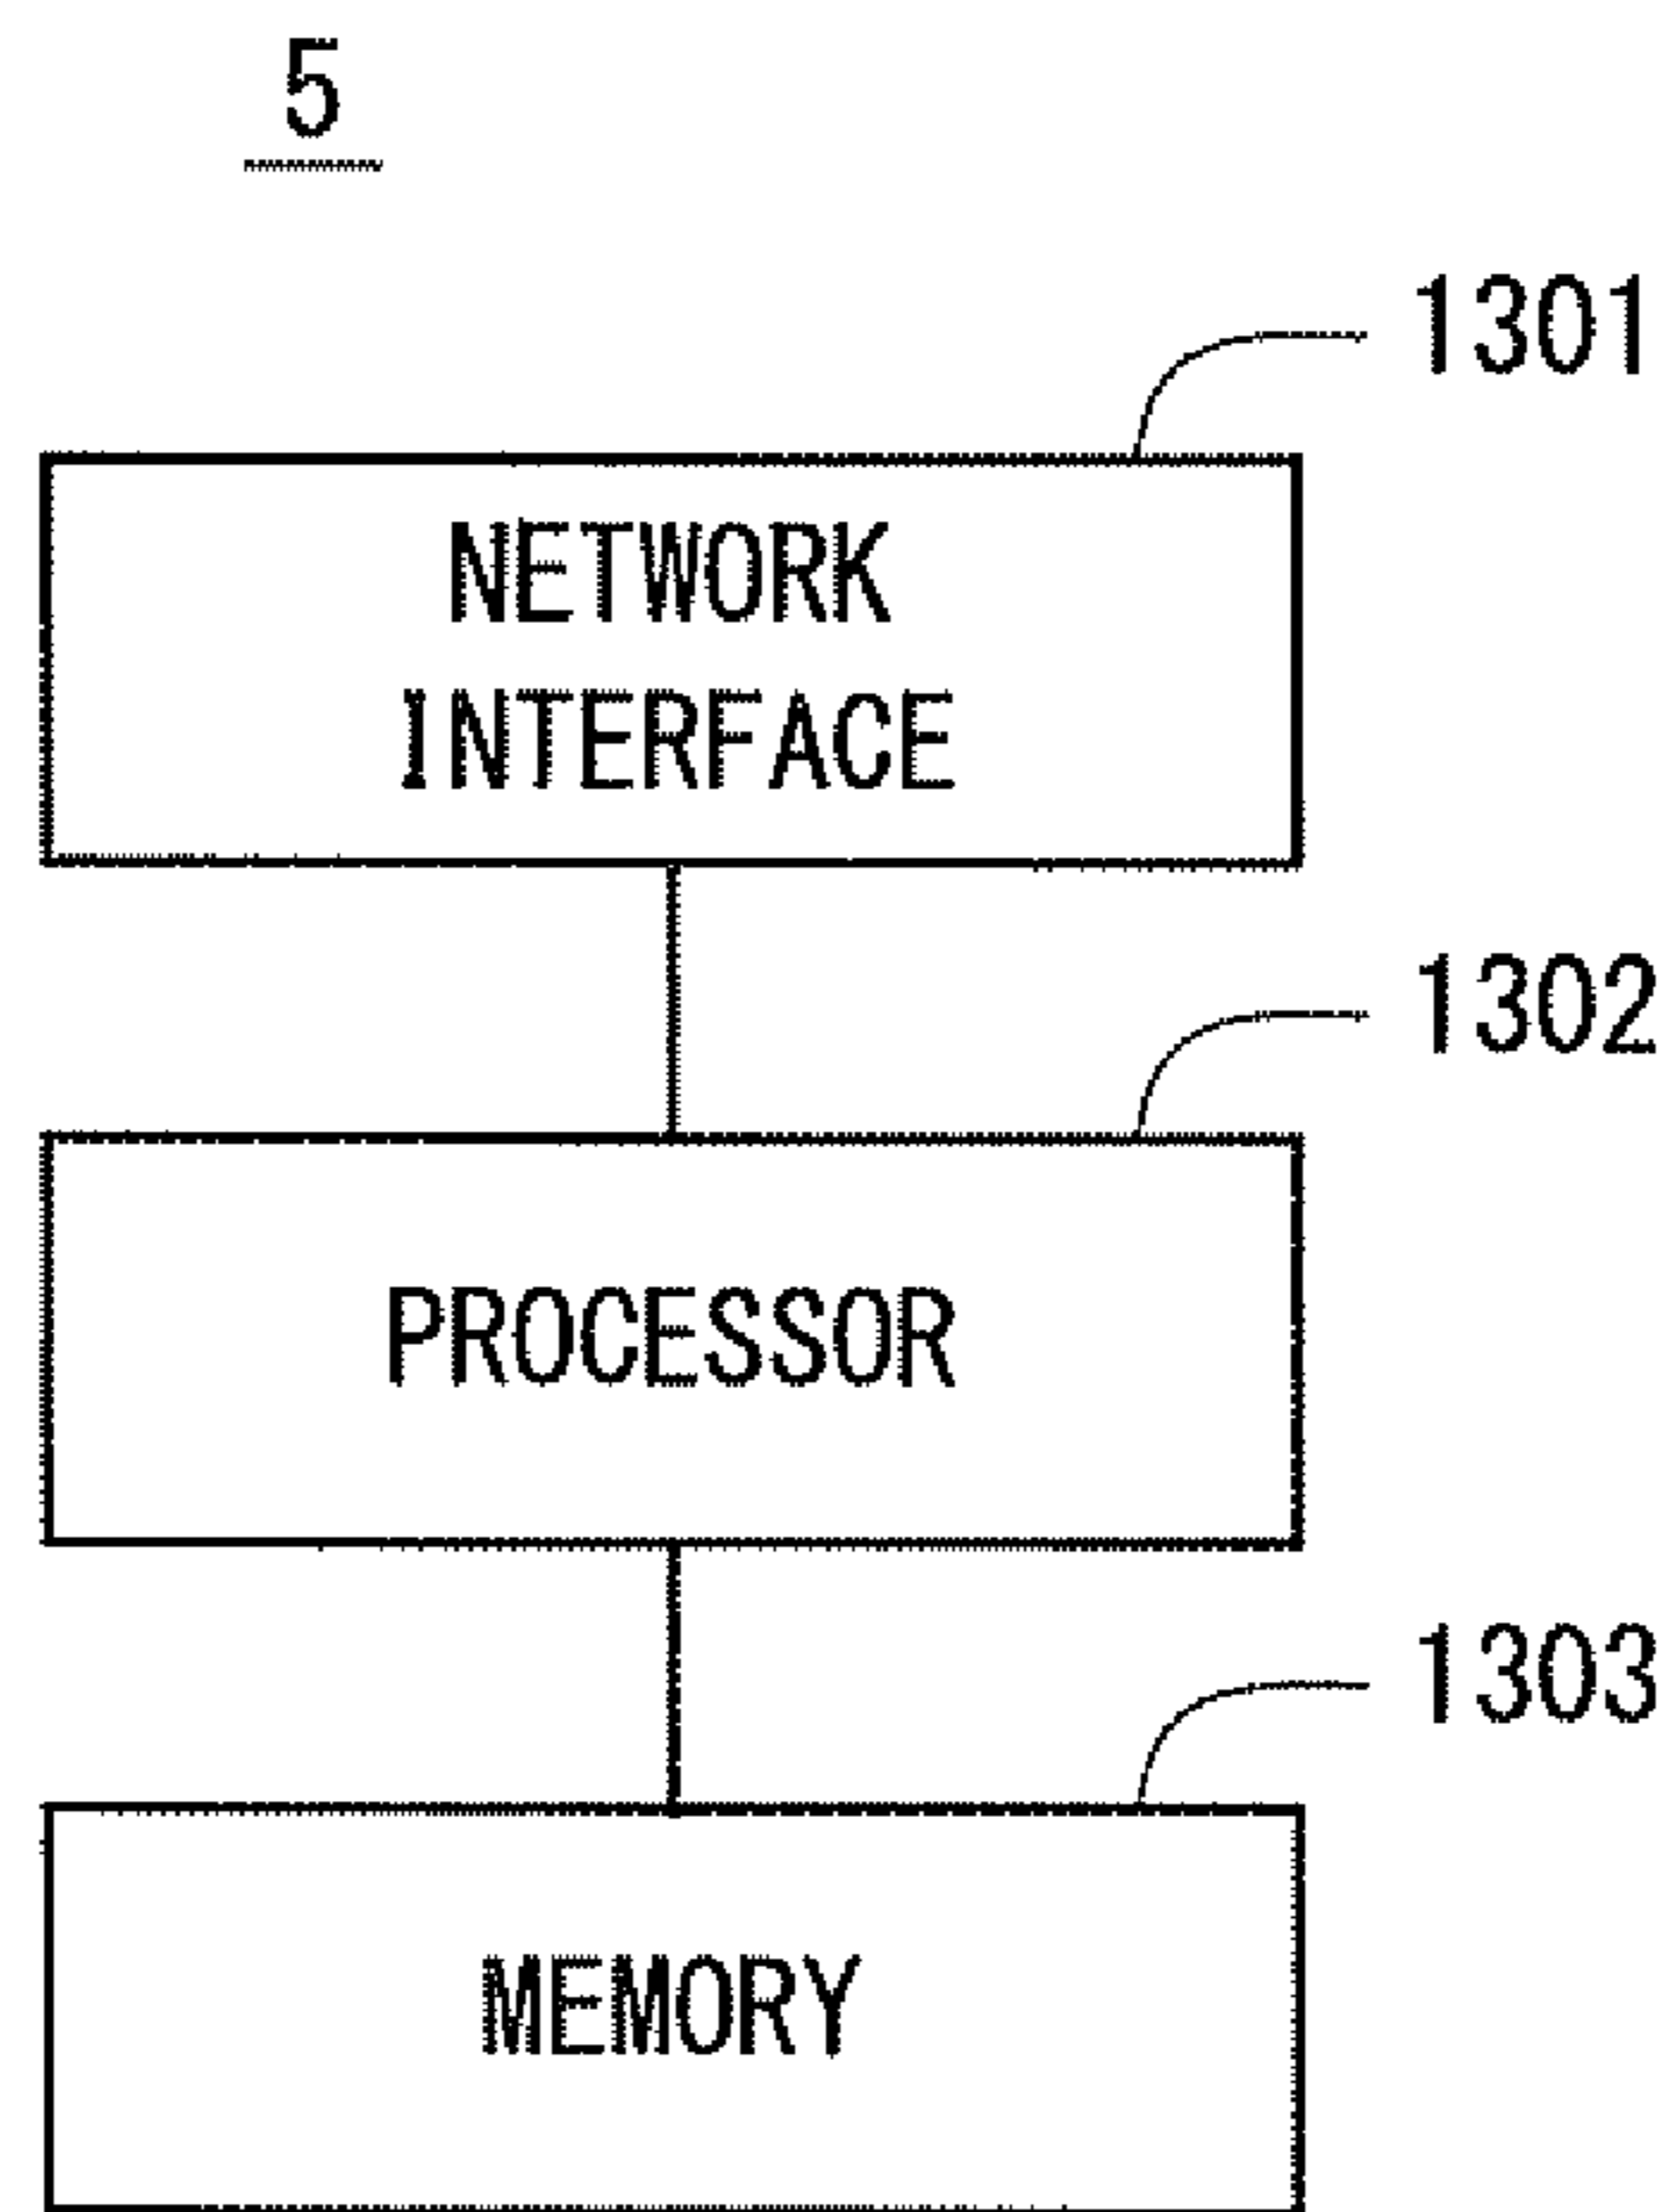 5
1301
NETWORK
INTERFACE
1302
PROCESSOR
1303
MEMORY